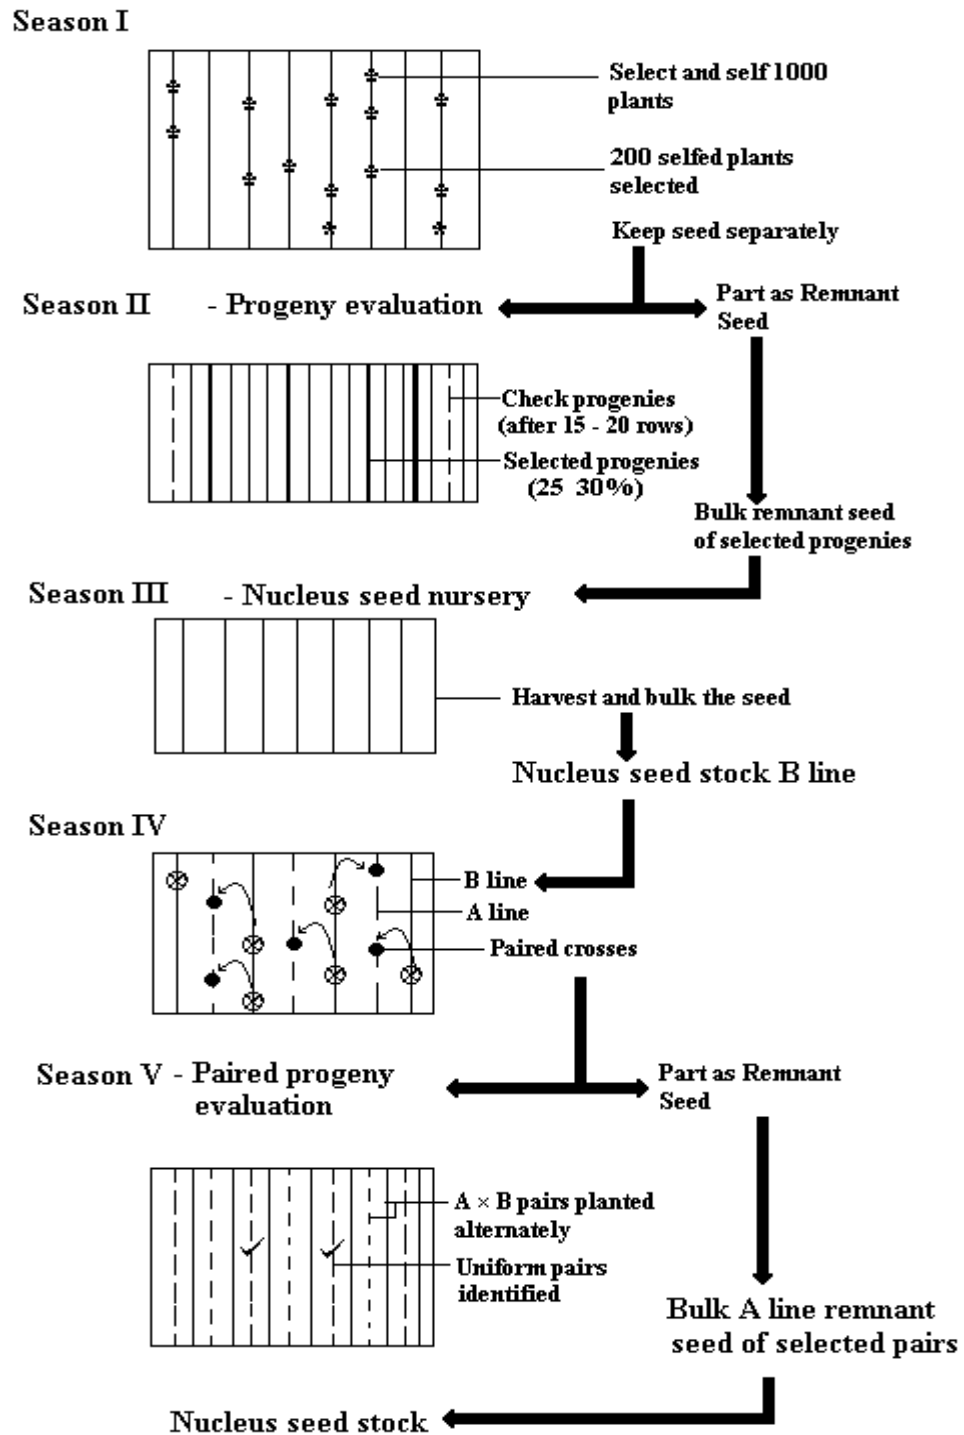 Season I
Select and self 1000
plants
200 selfed plants
selected
Keep seed separately
Season II - Progeny evaluation
Part as Remnant
Seed
Check progenies
(after 15 - 20 rows)
Selected progenies
(25 30%)
Bulk remnant seed
of selected progenies
Season III - Nucleus seed nursery
Harvest and bulk the seed
Nucleus seed stock B line
Season IV
B line
A line
Paired crosses
Season V - Paired progeny
evaluation
Part as Remnant
Seed
A × B pairs planted
alternately
Uniform pairs
identified
Bulk A line remnant
seed of selected pairs
Nucleus seed stock